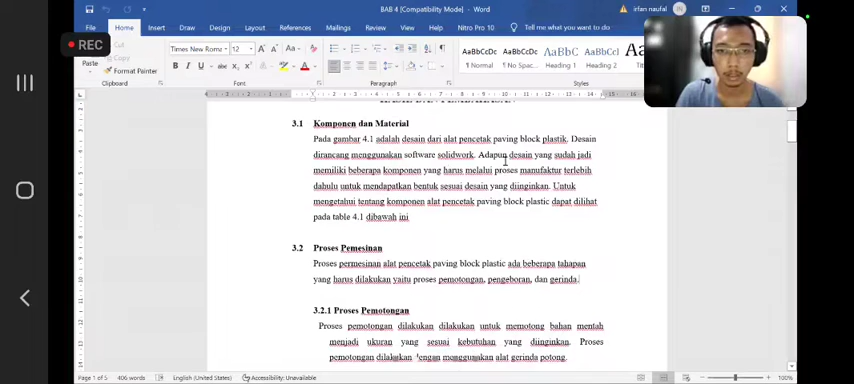 BAB 4 [Compatibility Mode] - Word
irfan naufal
IN
File Home Insert Draw Design Layout References Mailings Review View Help Nitro Pro 10 Tell me what you want to do
REC
Cut
Copy
Paste
Format Painter
Clipboard
Times New Roma
12
Font
Paragraph
AaBbCcDc AaBbCcDc AaBbC AaBbCcI
¶ Normal ¶ No Spac... Heading 1 Heading 2
Styles
3.1 Komponen dan Material
Pada gambar 4.1 adalah desain dari alat pencetak paving block plastik. Desain
dirancang menggunakan software solidwork. Adapun desain yang sudah jadi
memiliki beberapa komponen yang harus melalui proses manufaktur terlebih
dahulu untuk mendapatkan bentuk sesuai desain yang diinginkan. Untuk
mengetahui tentang komponen alat pencetak paving block plastic dapat dilihat
pada table 4.1 dibawah ini
3.2 Proses Pemesinan
Proses permesinan alat pencetak paving block plastic ada beberapa tahapan
yang harus dilakukan yaitu proses pemotongan, pengeboran, dan gerinda.
3.2.1 Proses Pemotongan
Proses pemotongan dilakukan dilakukan untuk memotong bahan mentah
menjadi ukuran yang sesuai kebutuhan yang diinginkan. Proses
pemotongan dilakukan dengan menggunakan alat gerinda potong.
Page 1 of 5 406 words English (United States) Accessibility: Unavailable 100%